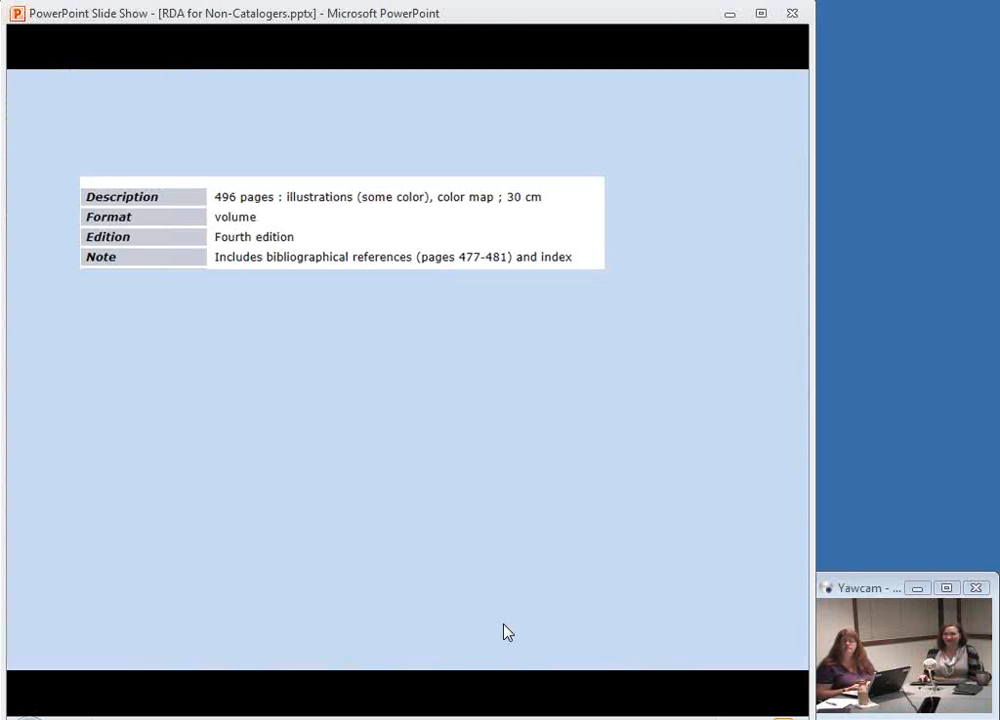 PowerPoint Slide Show - [RDA for Non-Catalogers.pptx] - Microsoft PowerPoint
Description 496 pages : illustrations (some color), color map ; 30 cm
Format volume
Edition Fourth edition
Note Includes bibliographical references (pages 477-481) and index
Yawcam - ...